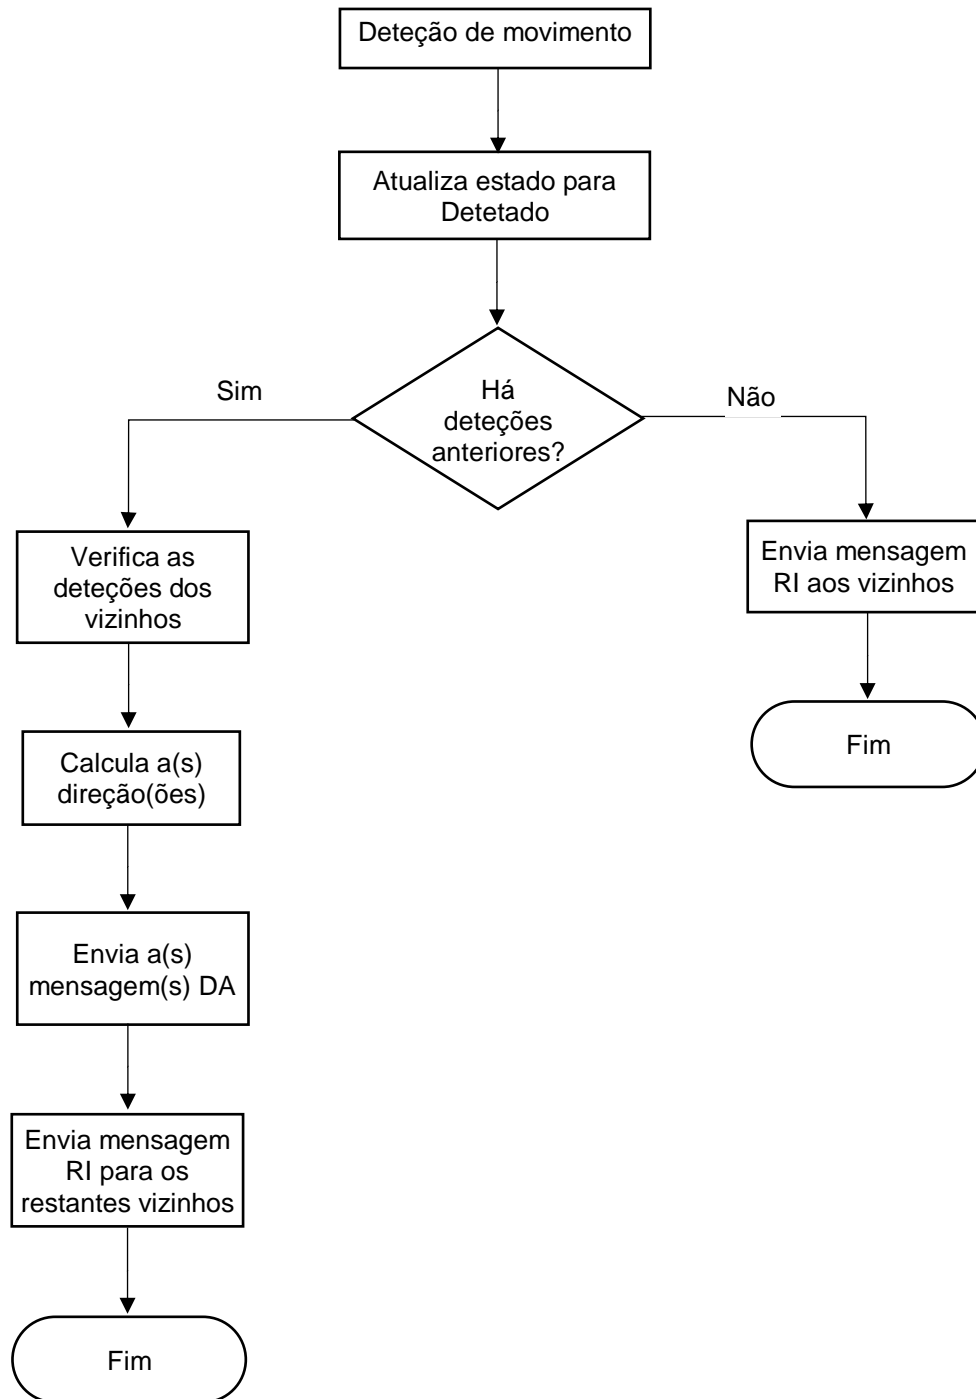 Deteção de movimento
Atualiza estado para
Detetado
Há
deteções
anteriores?
Sim
Não
Verifica as
deteções dos
vizinhos
Envia mensagem
RI aos vizinhos
Calcula a(s)
direção(ões)
Fim
Envia a(s)
mensagem(s) DA
Envia mensagem
RI para os
restantes vizinhos
Fim